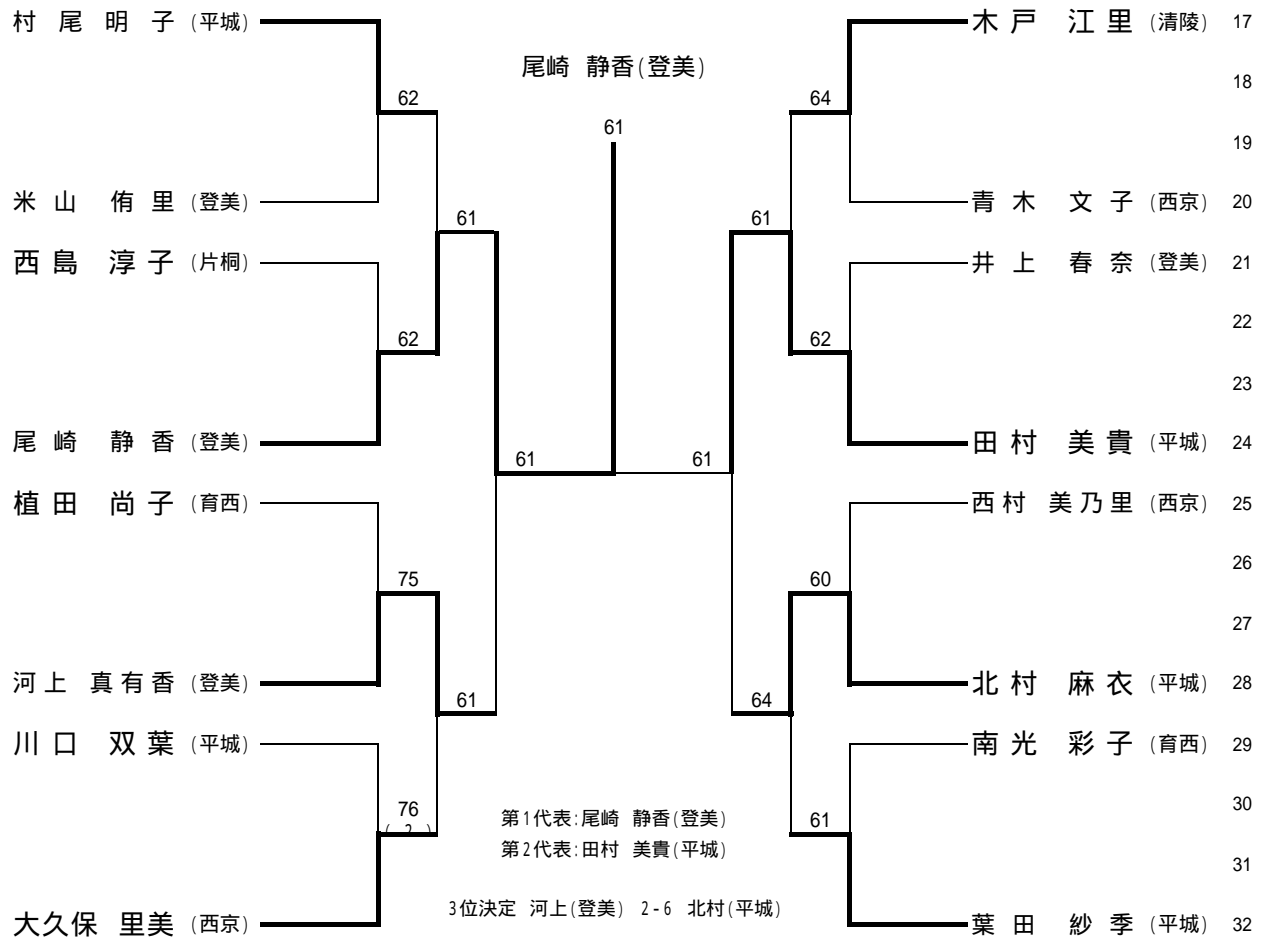 村尾 明子 (平城)
木戸 江里 (清陵) 17
尾崎 静香(登美)
18
62
64
61
19
米山 侑里 (登美)
青木 文子 (西京) 20
61
61
西島 淳子 (片桐)
井上 春奈 (登美) 21
22
62
62
23
尾崎 静香 (登美)
田村 美貴 (平城) 24
61
61
植田 尚子 (育西)
西村 美乃里 (西京) 25
26
75
60
27
河上 真有香 (登美)
北村 麻衣 (平城) 28
61
64
川口 双葉 (平城)
南光 彩子 (育西) 29
30
76
(2)
61
第1代表:尾崎 静香(登美)
第2代表:田村 美貴(平城)
31
3位決定 河上(登美) 2-6 北村(平城)
大久保 里美 (西京)
葉田 紗季 (平城) 32